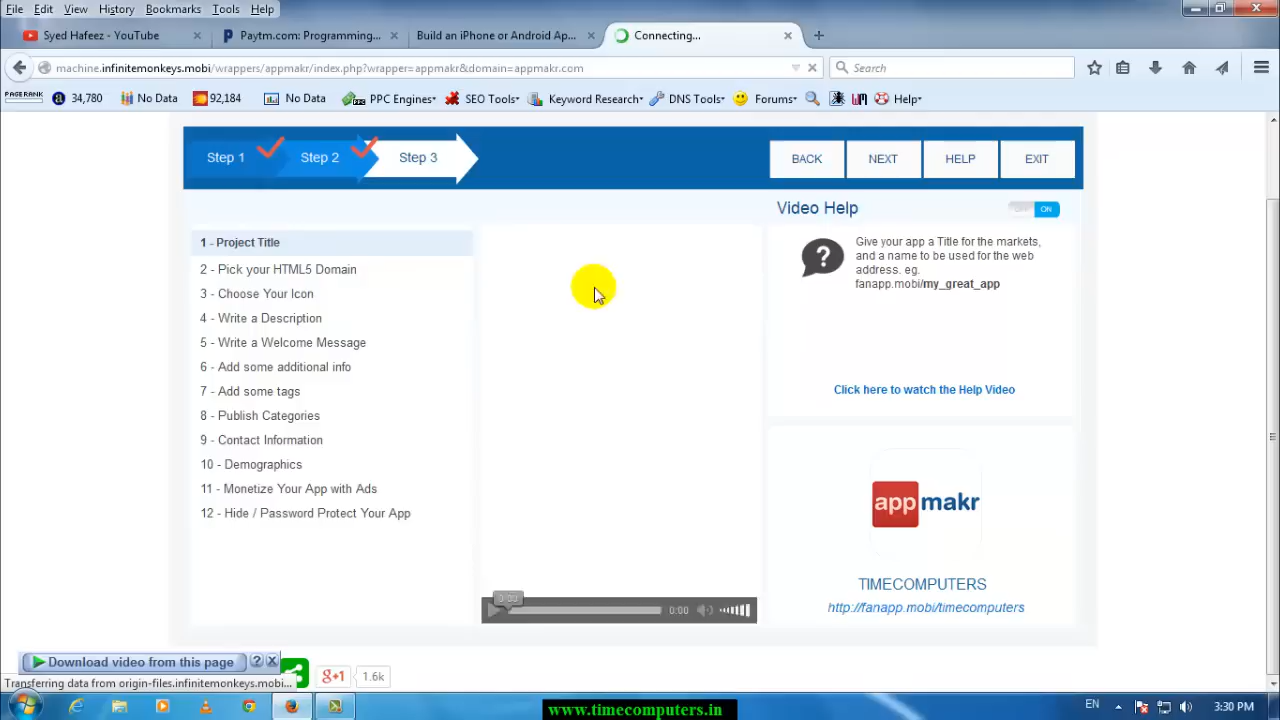 File Edit View History Bookmarks Tools Help
Syed Hafeez - YouTube
Paytm.com: Programming...
Build an iPhone or Android Ap...
Connecting...
machine.infinitemonkeys.mobi/wrappers/appmakr/index.php?wrapper=appmakr&domain=appmakr.com
Search
PAGERANK 34,780 No Data 92,184 No Data PPC Engines SEO Tools Keyword Research DNS Tools Forums Help
Step 1 Step 2 Step 3 BACK NEXT HELP EXIT
Video Help ON
1 - Project Title
2 - Pick your HTML5 Domain
3 - Choose Your Icon
4 - Write a Description
5 - Write a Welcome Message
6 - Add some additional info
7 - Add some tags
8 - Publish Categories
9 - Contact Information
10 - Demographics
11 - Monetize Your App with Ads
12 - Hide / Password Protect Your App
0:00
0:00
Give your app a Title for the markets,
and a name to be used for the web
address. eg.
fanapp.mobi/my_great_app
Click here to watch the Help Video
appmakr
TIMECOMPUTERS
http://fanapp.mobi/timecomputers
Download video from this page ?
g+1 1.6k
Transferring data from origin-files.infinitemonkeys.mobi...
www.timecomputers.in
EN 3:30 PM